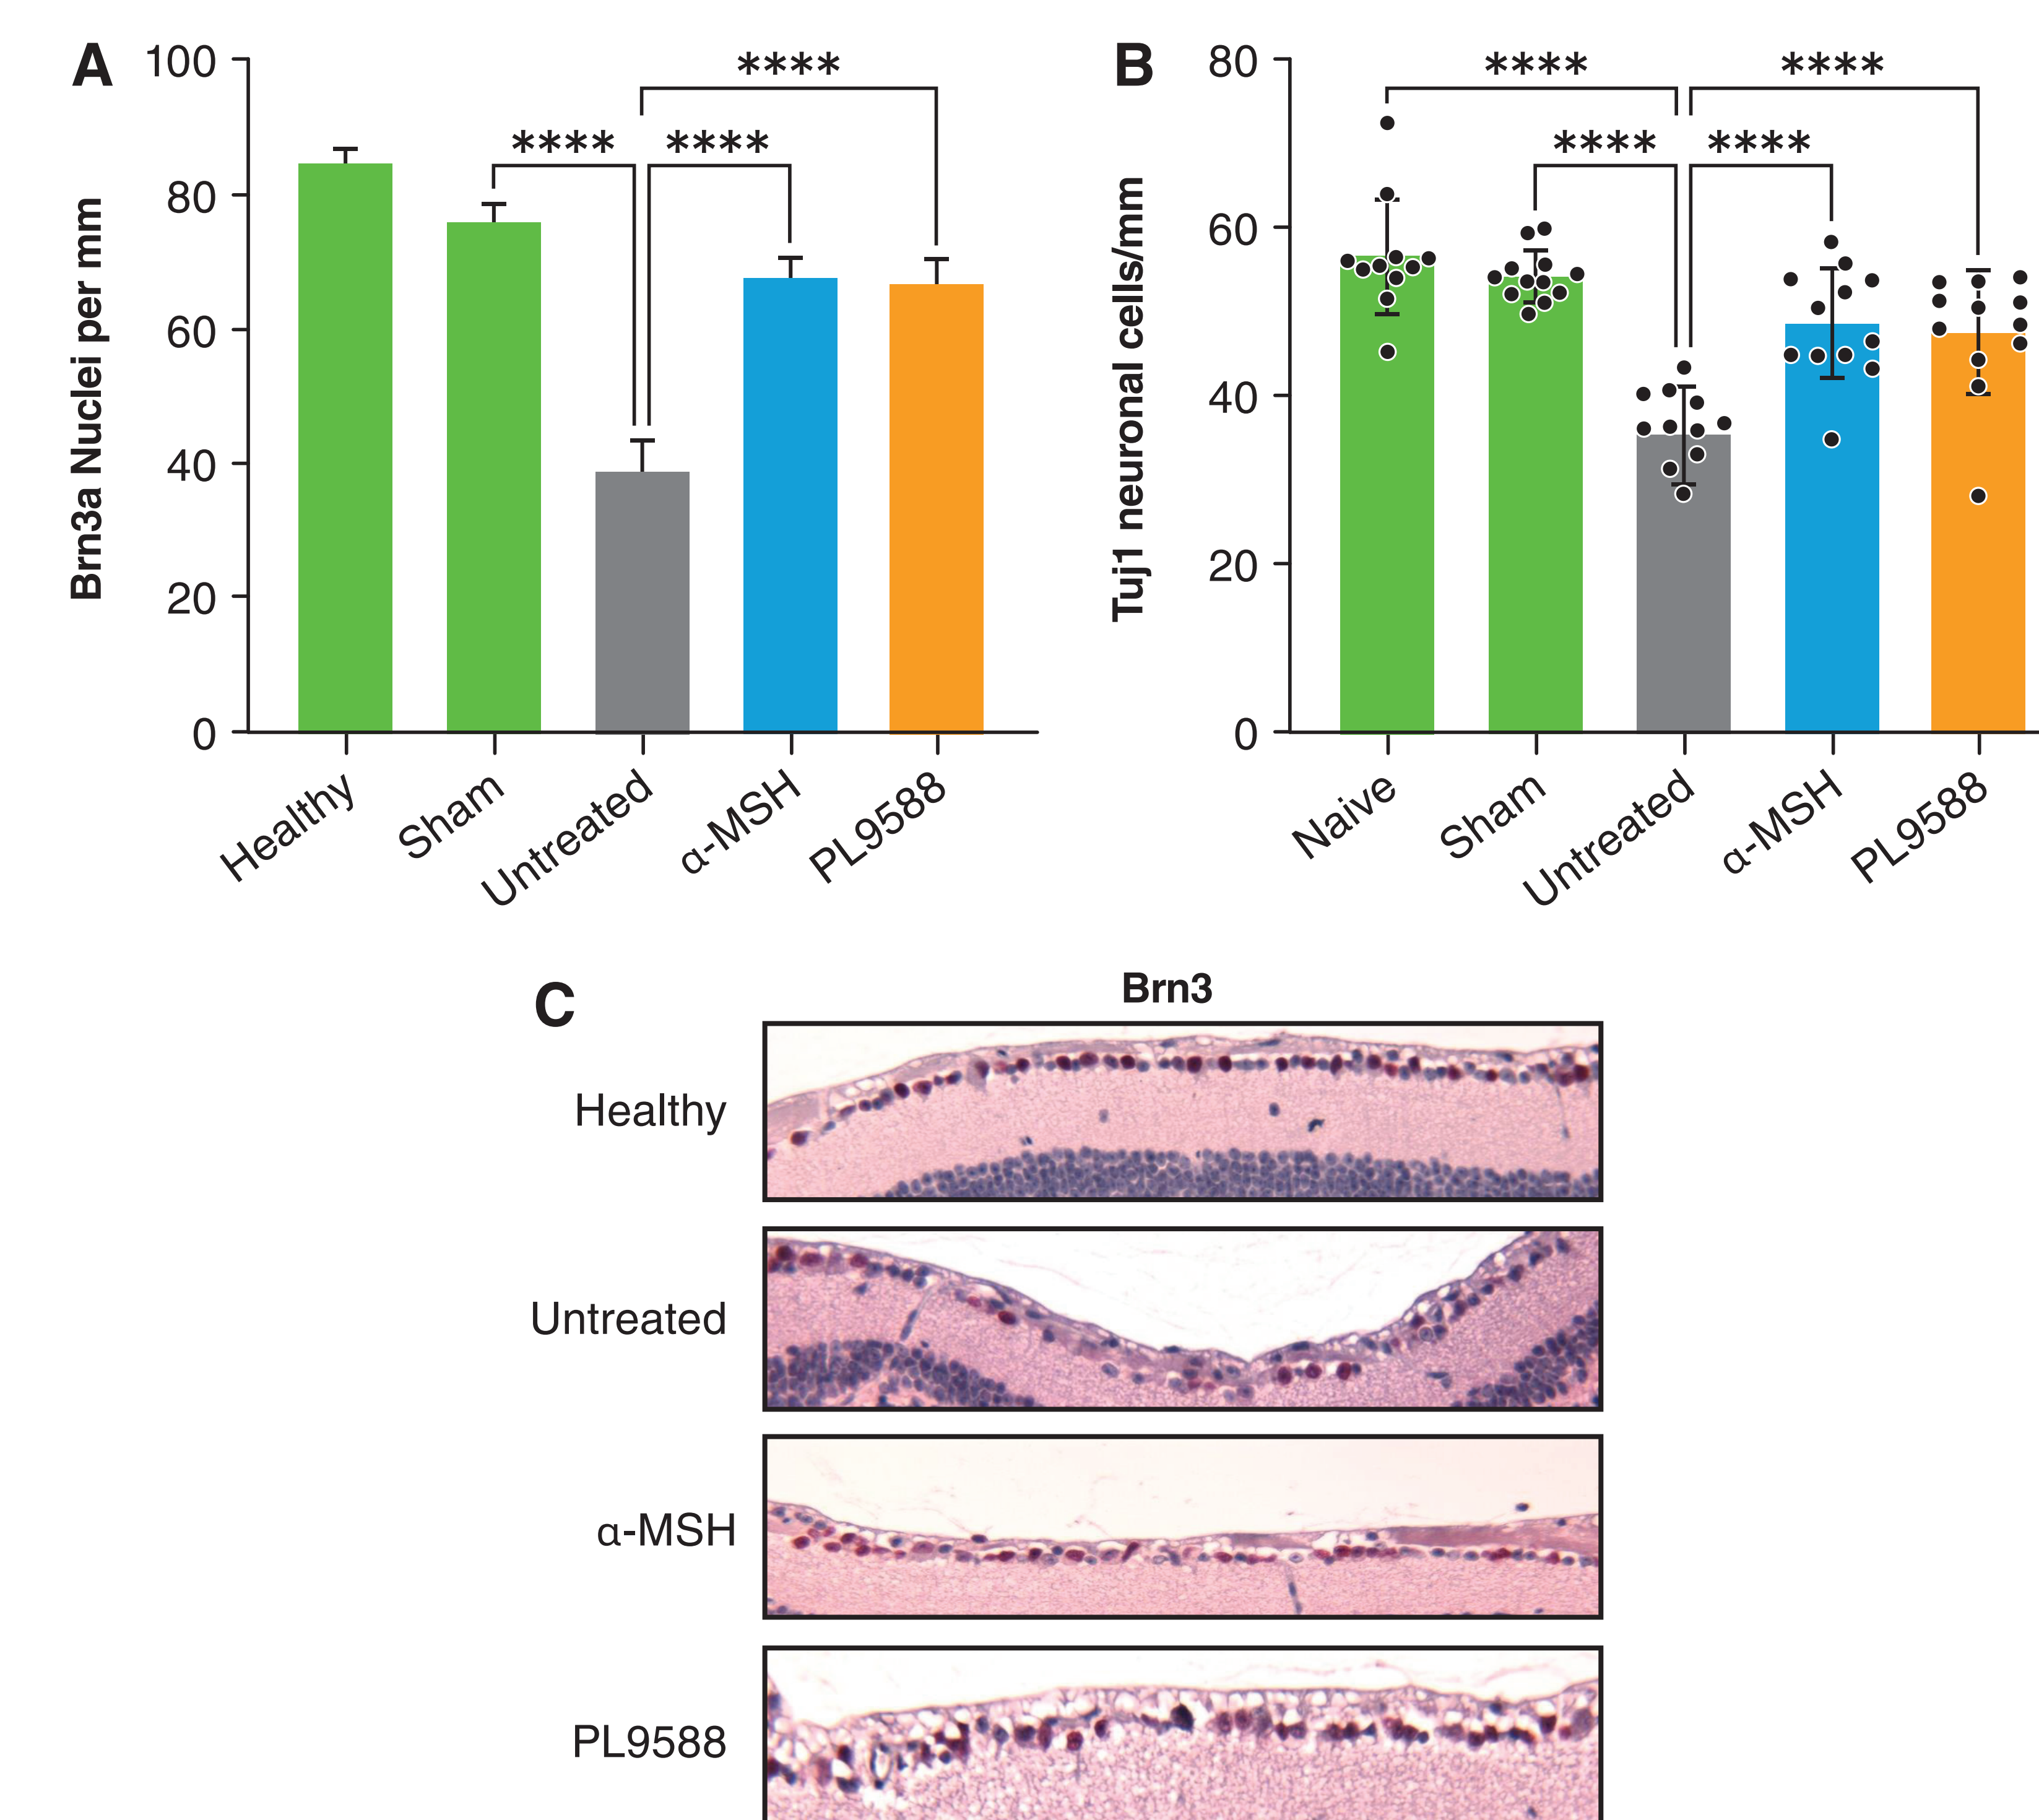 A
Brn3a Nuclei per mm
100
80
60
40
20
0
****
**** ****
Healthy
Sham
Untreated
α-MSH
PL9588
B
Tuj1 neuronal cells/mm
80
60
40
20
0
**** ****
**** ****
Naive
Sham
Untreated
α-MSH
PL9588
C
Brn3
Healthy
Untreated
α-MSH
PL9588